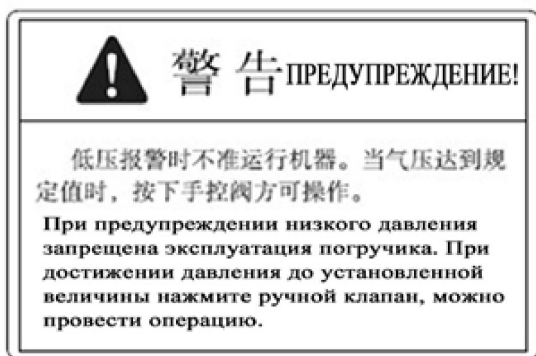 警 告 ПРЕДУПРЕЖДЕНИЕ!
低压报警时不准运行机器。当气压达到规
定值时，按下手控阀方可操作。
При предупреждении низкого давления
запрещена эксплуатация погручика. При
достижении давления до установленной
величины нажмите ручной клапан, можно
провести операцию.